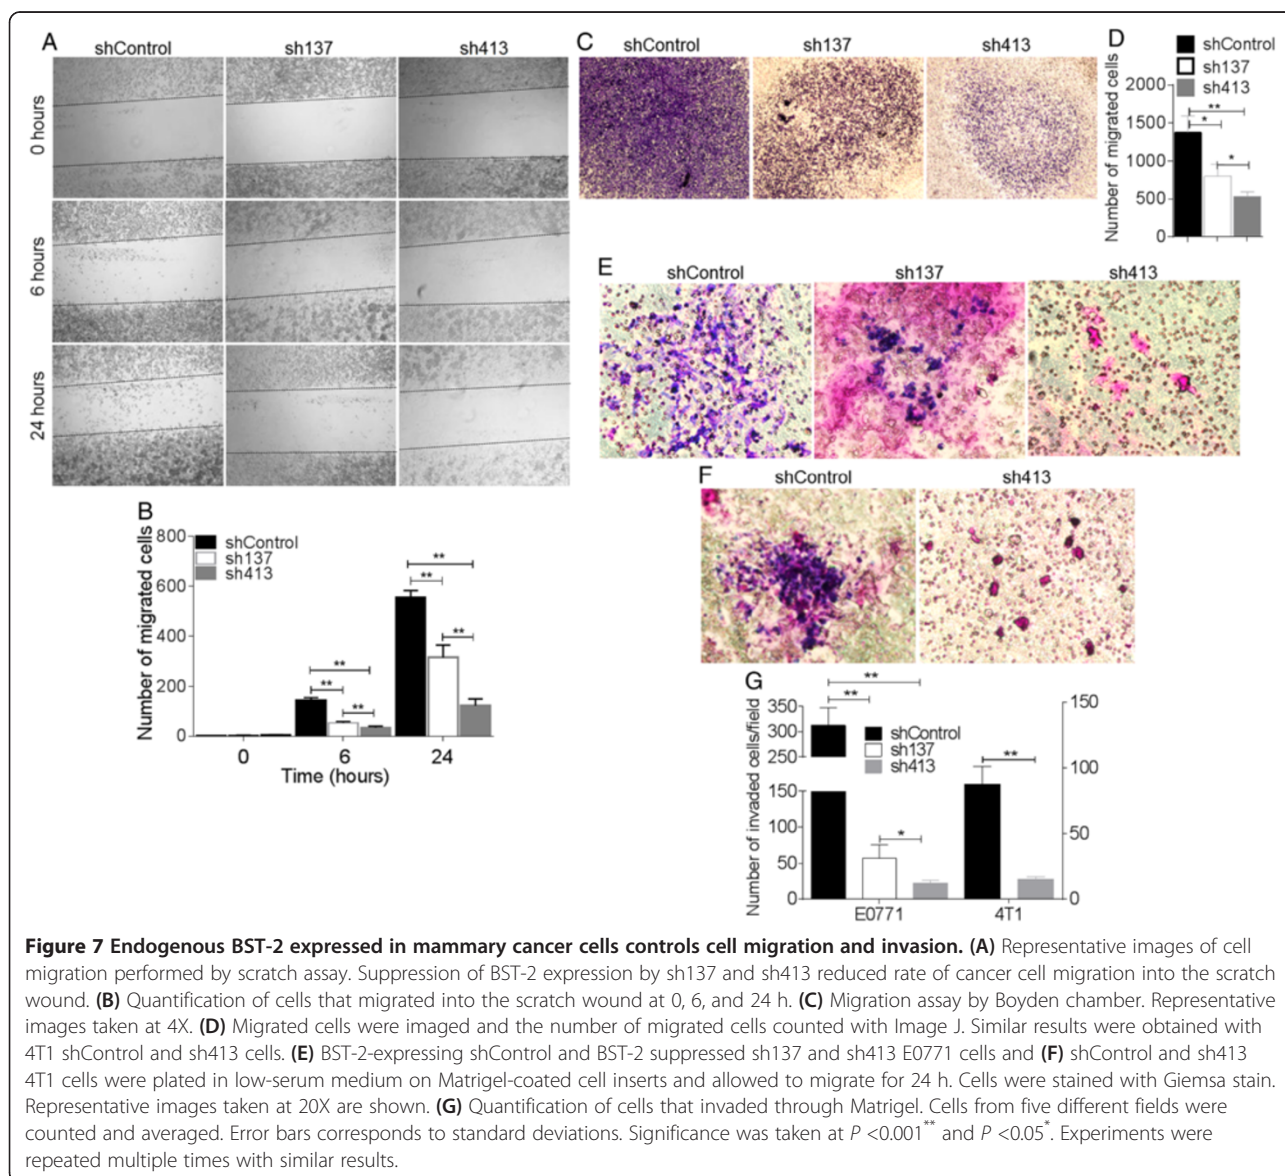 A
shControl
sh137
sh413
0 hours
6 hours
24 hours
B
Number of migrated cells
800
600
400
200
0
shControl
sh137
sh413
**
**
**
**
**
**
0
6
24
Time (hours)
C
shControl
sh137
sh413
D
shControl
sh137
sh413
Number of migrated cells
2000
1500
1000
500
0
**
*
*
E
shControl
sh137
sh413
F
shControl
sh413
G
Number of invaded cells/field
350
300
250
150
100
50
0
**
**
*
shControl
sh137
sh413
**
150
100
50
0
E0771
4T1
Figure 7 Endogenous BST-2 expressed in mammary cancer cells controls cell migration and invasion. (A) Representative images of cell
migration performed by scratch assay. Suppression of BST-2 expression by sh137 and sh413 reduced rate of cancer cell migration into the scratch
wound. (B) Quantification of cells that migrated into the scratch wound at 0, 6, and 24 h. (C) Migration assay by Boyden chamber. Representative
images taken at 4X. (D) Migrated cells were imaged and the number of migrated cells counted with Image J. Similar results were obtained with
4T1 shControl and sh413 cells. (E) BST-2-expressing shControl and BST-2 suppressed sh137 and sh413 E0771 cells and (F) shControl and sh413
4T1 cells were plated in low-serum medium on Matrigel-coated cell inserts and allowed to migrate for 24 h. Cells were stained with Giemsa stain.
Representative images taken at 20X are shown. (G) Quantification of cells that invaded through Matrigel. Cells from five different fields were
counted and averaged. Error bars corresponds to standard deviations. Significance was taken at P <0.001** and P <0.05*. Experiments were
repeated multiple times with similar results.